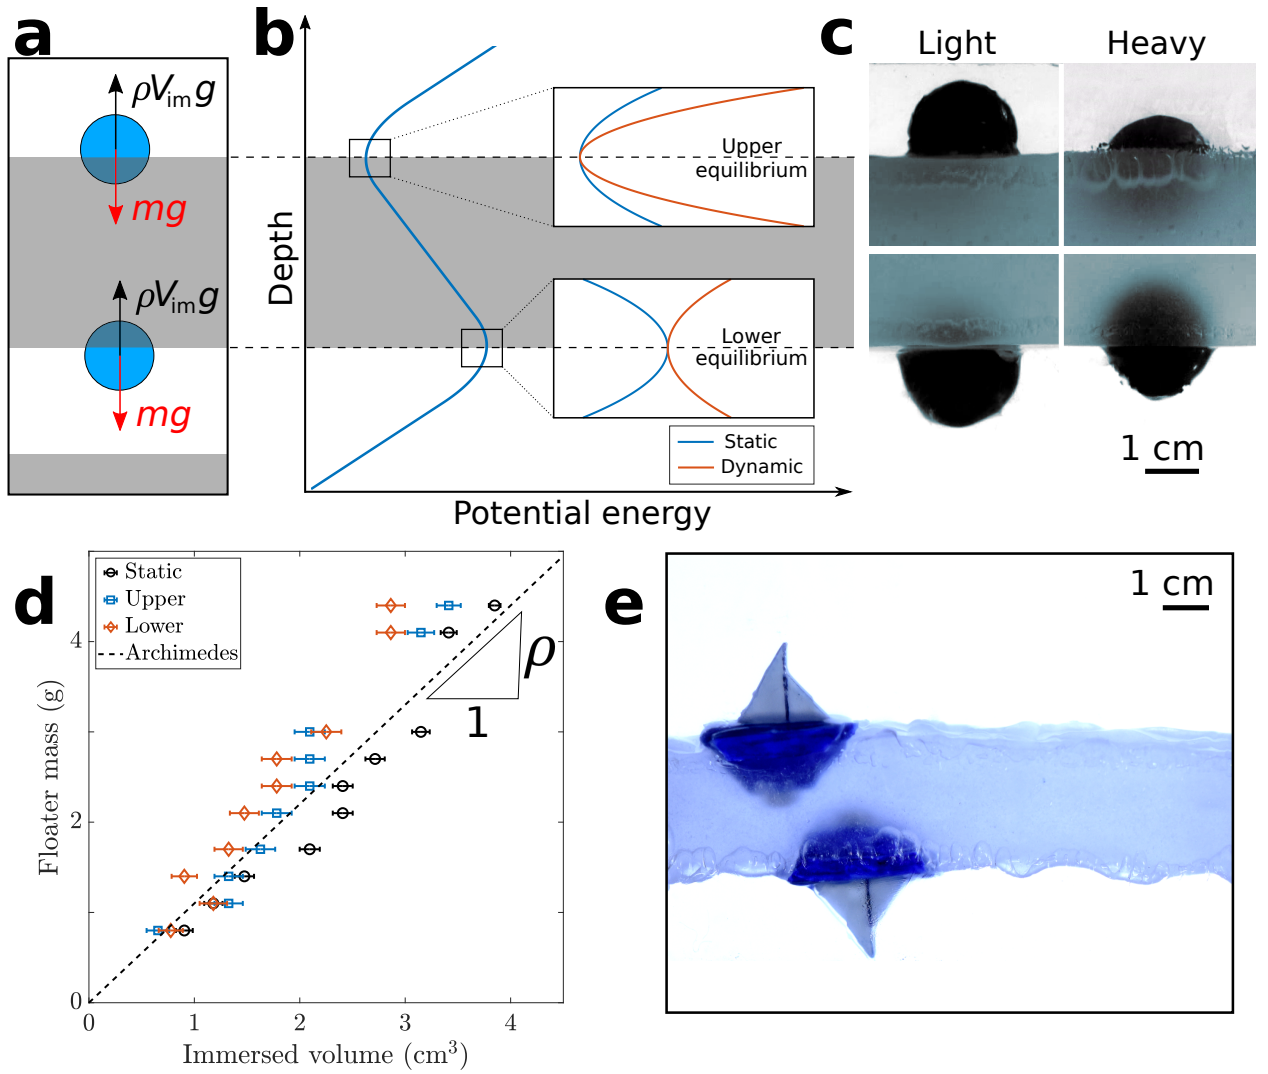 a
ρV_im g
mg
ρV_im g
mg
b
Depth
Potential energy
Upper
equilibrium
Lower
equilibrium
Static
Dynamic
c
Light
Heavy
1 cm
d
Static
Upper
Lower
Archimedes
ρ
1
Floater mass (g)
4
2
0
0
1
2
3
4
Immersed volume (cm³)
e
1 cm